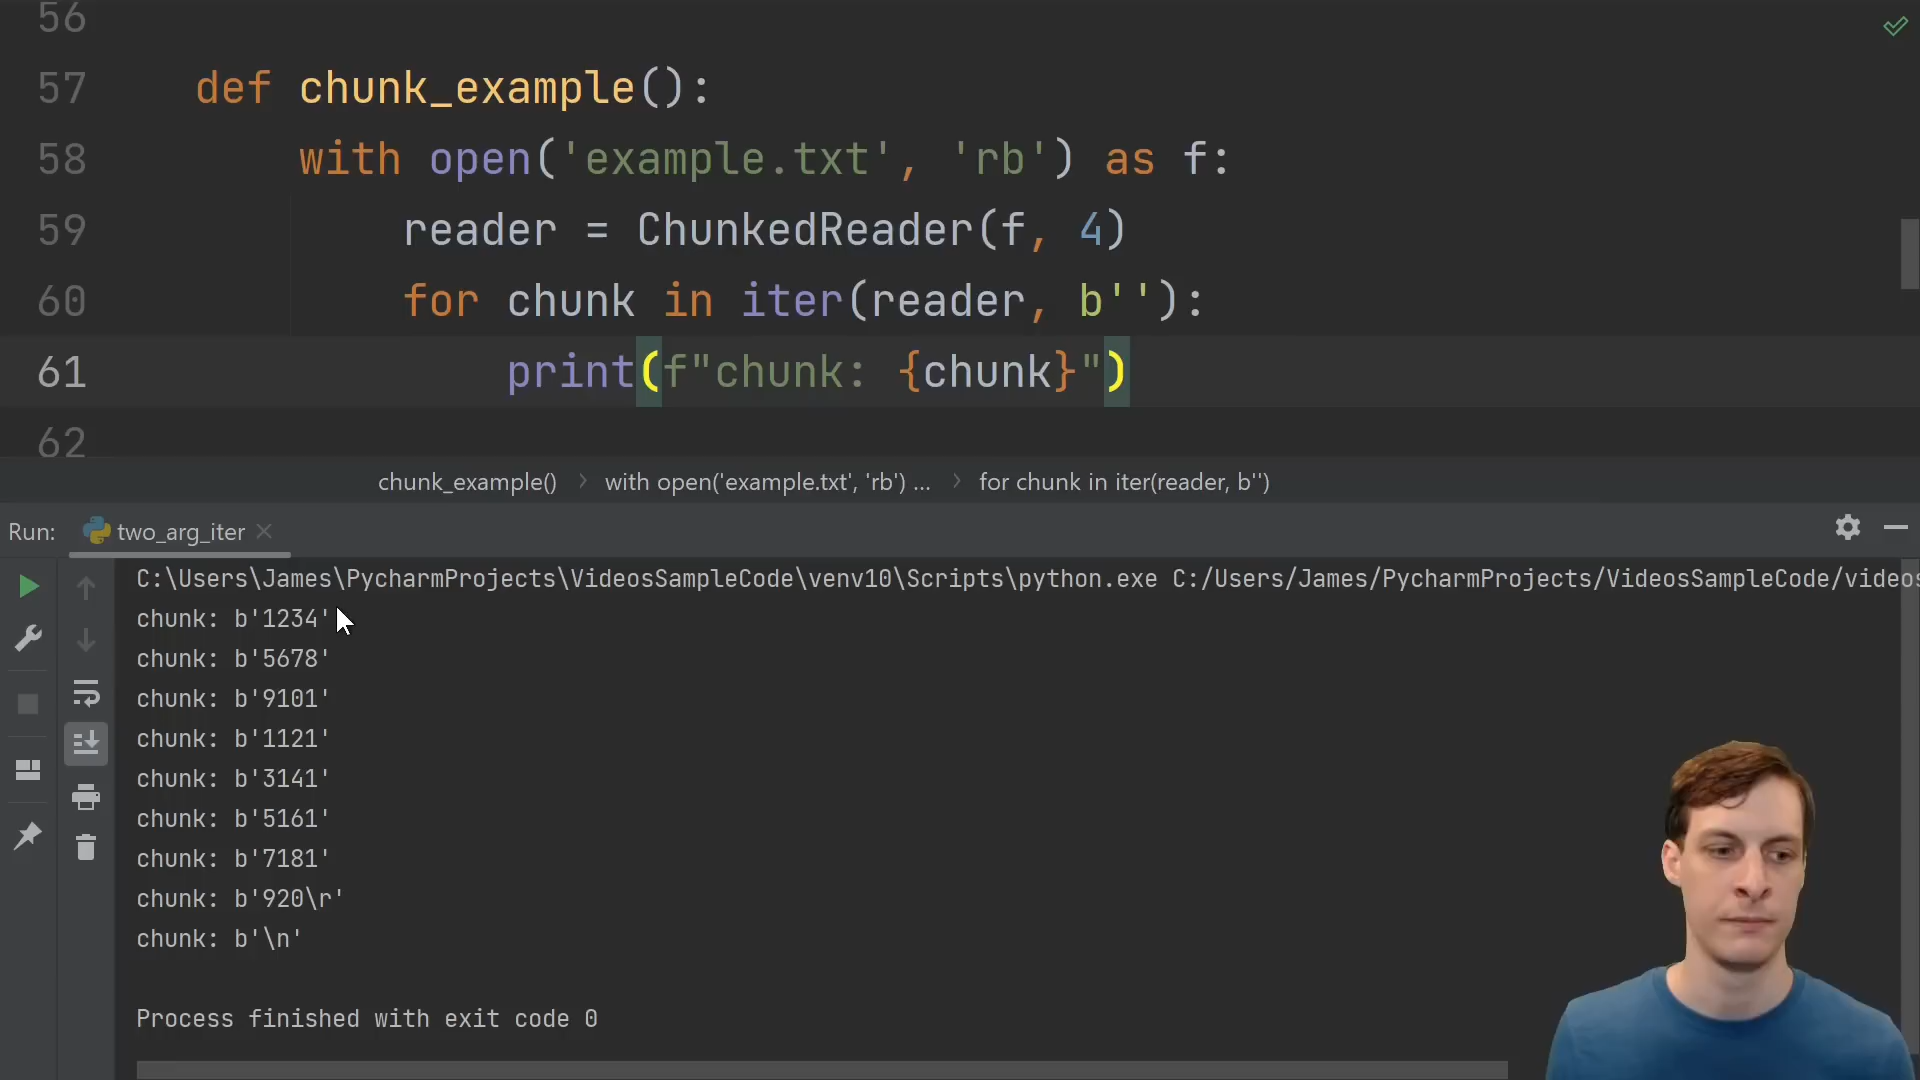 56
57 def chunk_example():
58 with open('example.txt', 'rb') as f:
59 reader = ChunkedReader(f, 4)
60 for chunk in iter(reader, b''):
61 print(f"chunk: {chunk}")
62
chunk_example() › with open('example.txt', 'rb') ... › for chunk in iter(reader, b'')
Run: two_arg_iter
C:\Users\James\PycharmProjects\VideosSampleCode\venv10\Scripts\python.exe C:/Users/James/PycharmProjects/VideosSampleCode/videos
chunk: b'1234'
chunk: b'5678'
chunk: b'9101'
chunk: b'1121'
chunk: b'3141'
chunk: b'5161'
chunk: b'7181'
chunk: b'920\r'
chunk: b'\n'
Process finished with exit code 0